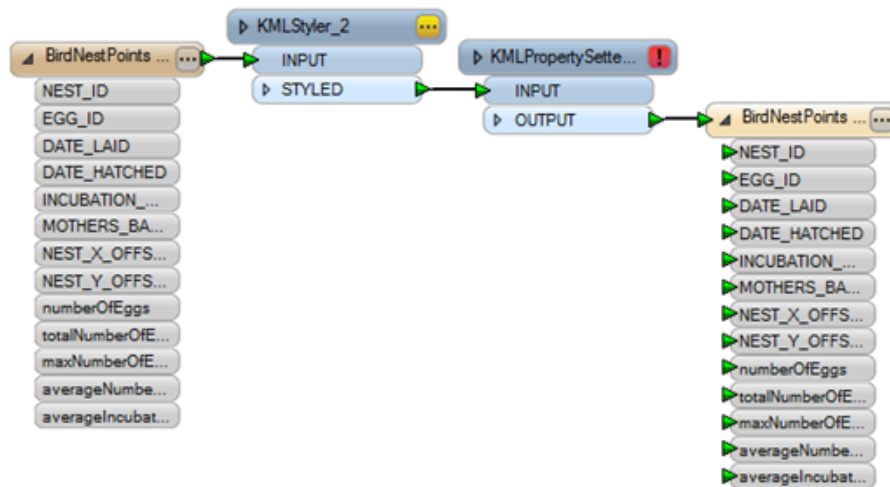 KMLStyler_2
BirdNestPoints ...
INPUT
KMLPropertySette...
STYLED
INPUT
OUTPUT
BirdNestPoints ...
NEST_ID
EGG_ID
DATE_LAID
DATE_HATCHED
INCUBATION_...
MOTHERS_BA...
NEST_X_OFFS...
NEST_Y_OFFS...
numberOfEggs
totalNumberOfE...
maxNumberOfE...
averageNumbe...
averageIncubat...
NEST_ID
EGG_ID
DATE_LAID
DATE_HATCHED
INCUBATION_...
MOTHERS_BA...
NEST_X_OFFS...
NEST_Y_OFFS...
numberOfEggs
totalNumberOfE...
maxNumberOfE...
averageNumbe...
averageIncubat...